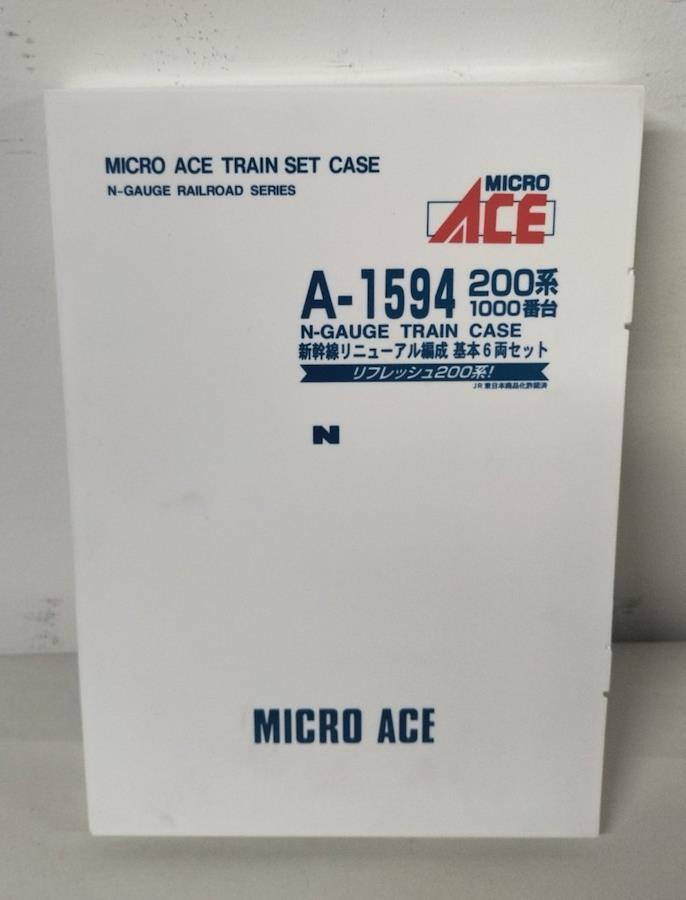 MICRO ACE TRAIN SET CASE
N-GAUGE RAILROAD SERIES
MICRO
ACE
A-1594 200系
1000番台
N-GAUGE TRAIN CASE
新幹線リニューアル編成 基本6両セット
リフレッシュ200系!
JR東日本商品化許諾済
N
MICRO ACE